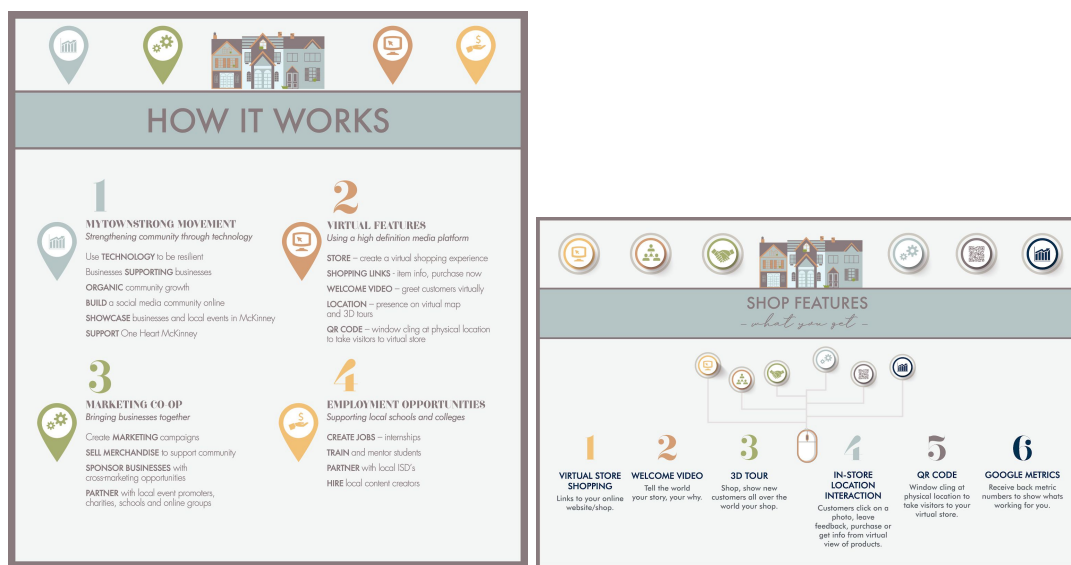 HOW IT WORKS
1
MYTOWNSTRONG MOVEMENT
Strengthening community through technology
Use TECHNOLOGY to be resilient
Businesses SUPPORTING businesses
ORGANIC community growth
BUILD a social media community online
SHOWCASE businesses and local events in McKinney
SUPPORT One Heart McKinney
2
VIRTUAL FEATURES
Using a high definition media platform
STORE – create a virtual shopping experience
SHOPPING LINKS - item info, purchase now
WELCOME VIDEO – greet customers virtually
LOCATION – presence on virtual map
and 3D tours
QR CODE – window cling at physical location
to take visitors to virtual store
3
MARKETING CO-OP
Bringing businesses together
Create MARKETING campaigns
SELL MERCHANDISE to support community
SPONSOR BUSINESSES with
cross-marketing opportunities
PARTNER with local event promoters,
charities, schools and online groups
4
EMPLOYMENT OPPORTUNITIES
Supporting local schools and colleges
CREATE JOBS – internships
TRAIN and mentor students
PARTNER with local ISD's
HIRE local content creators
SHOP FEATURES
- what you get -
1
VIRTUAL STORE
SHOPPING
Links to your online
website/shop.
2
WELCOME VIDEO
Tell the world
your story, your why.
3
3D TOUR
Shop, show new
customers all over the
world your shop.
4
IN-STORE
LOCATION
INTERACTION
Customers click on a
photo, leave
feedback, purchase or
get info from virtual
view of products.
5
QR CODE
Window cling at
physical location to
take visitors to your
virtual store.
6
GOOGLE METRICS
Receive back metric
numbers to show whats
working for you.